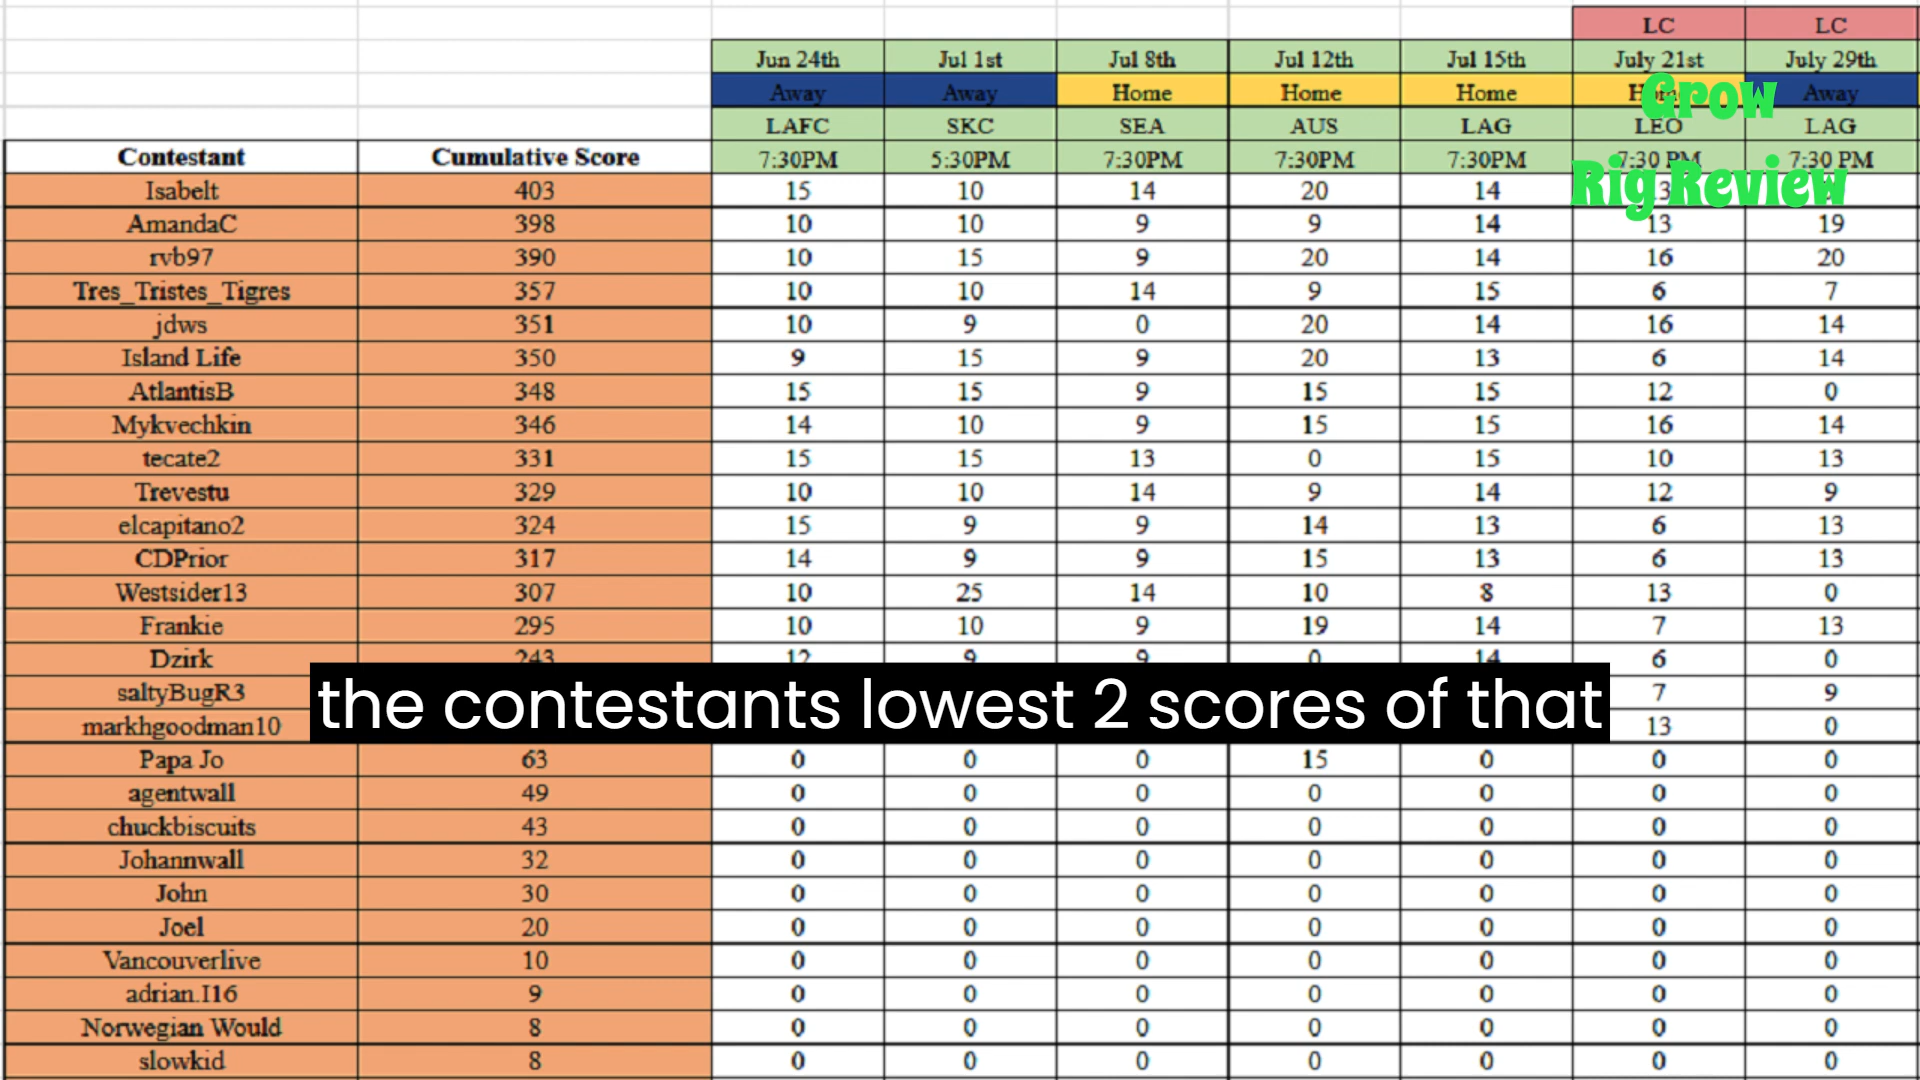 LC LC
Jun 24th Jul 1st Jul 8th Jul 12th Jul 15th July 21st July 29th
Away Away Home Home Home Home Away
Grow
LAFC SKC SEA AUS LAG LEO LAG
Contestant Cumulative Score 7:30PM 5:30PM 7:30PM 7:30PM 7:30PM 7:30 PM 7:30 PM
Rig Review
Isabelt 403 15 10 14 20 14 13
AmandaC 398 10 10 9 9 14 13 19
rvb97 390 10 15 9 20 14 16 20
Tres_Tristes_Tigres 357 10 10 14 9 15 6 7
jdws 351 10 9 0 20 14 16 14
Island Life 350 9 15 9 20 13 6 14
AtlantisB 348 15 15 9 15 15 12 0
Mykvechkin 346 14 10 9 15 15 16 14
tecate2 331 15 15 13 0 15 10 13
Trevestu 329 10 10 14 9 14 12 9
elcapitano2 324 15 9 9 14 13 6 13
CDPrior 317 14 9 9 15 13 6 13
Westsider13 307 10 25 14 10 8 13 0
Frankie 295 10 10 9 19 14 7 13
Dzirk 243 12 9 9 0 14 6 0
saltyBugR3 7 9
the contestants lowest 2 scores of that
markhgoodman10 13 0
Papa Jo 63 0 0 0 15 0 0 0
agentwall 49 0 0 0 0 0 0 0
chuckbiscuits 43 0 0 0 0 0 0 0
Johannwall 32 0 0 0 0 0 0 0
John 30 0 0 0 0 0 0 0
Joel 20 0 0 0 0 0 0 0
Vancouverlive 10 0 0 0 0 0 0 0
adrian.I16 9 0 0 0 0 0 0 0
Norwegian Would 8 0 0 0 0 0 0 0
slowkid 8 0 0 0 0 0 0 0